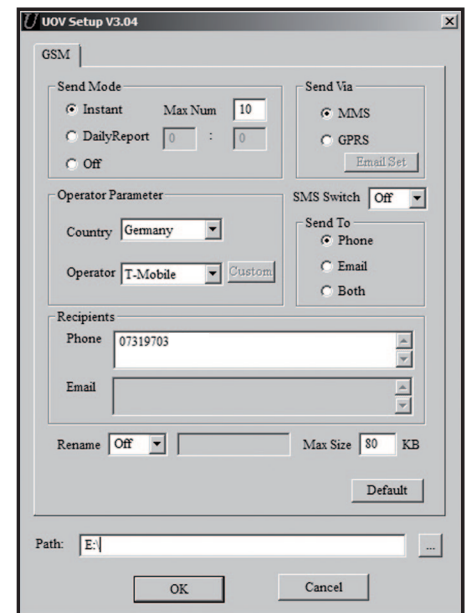 UOV Setup V3.04
GSM
Send Mode
Instant Max Num 10
DailyReport 0 : 0
Off
Send Via
MMS
GPRS
Email Set
Operator Parameter
Country Germany
Operator T-Mobile Custom
SMS Switch Off
Send To
Phone
Email
Both
Recipients
Phone 07319703
Email
Rename Off Max Size 80 KB
Default
Path: E:\
...
OK Cancel